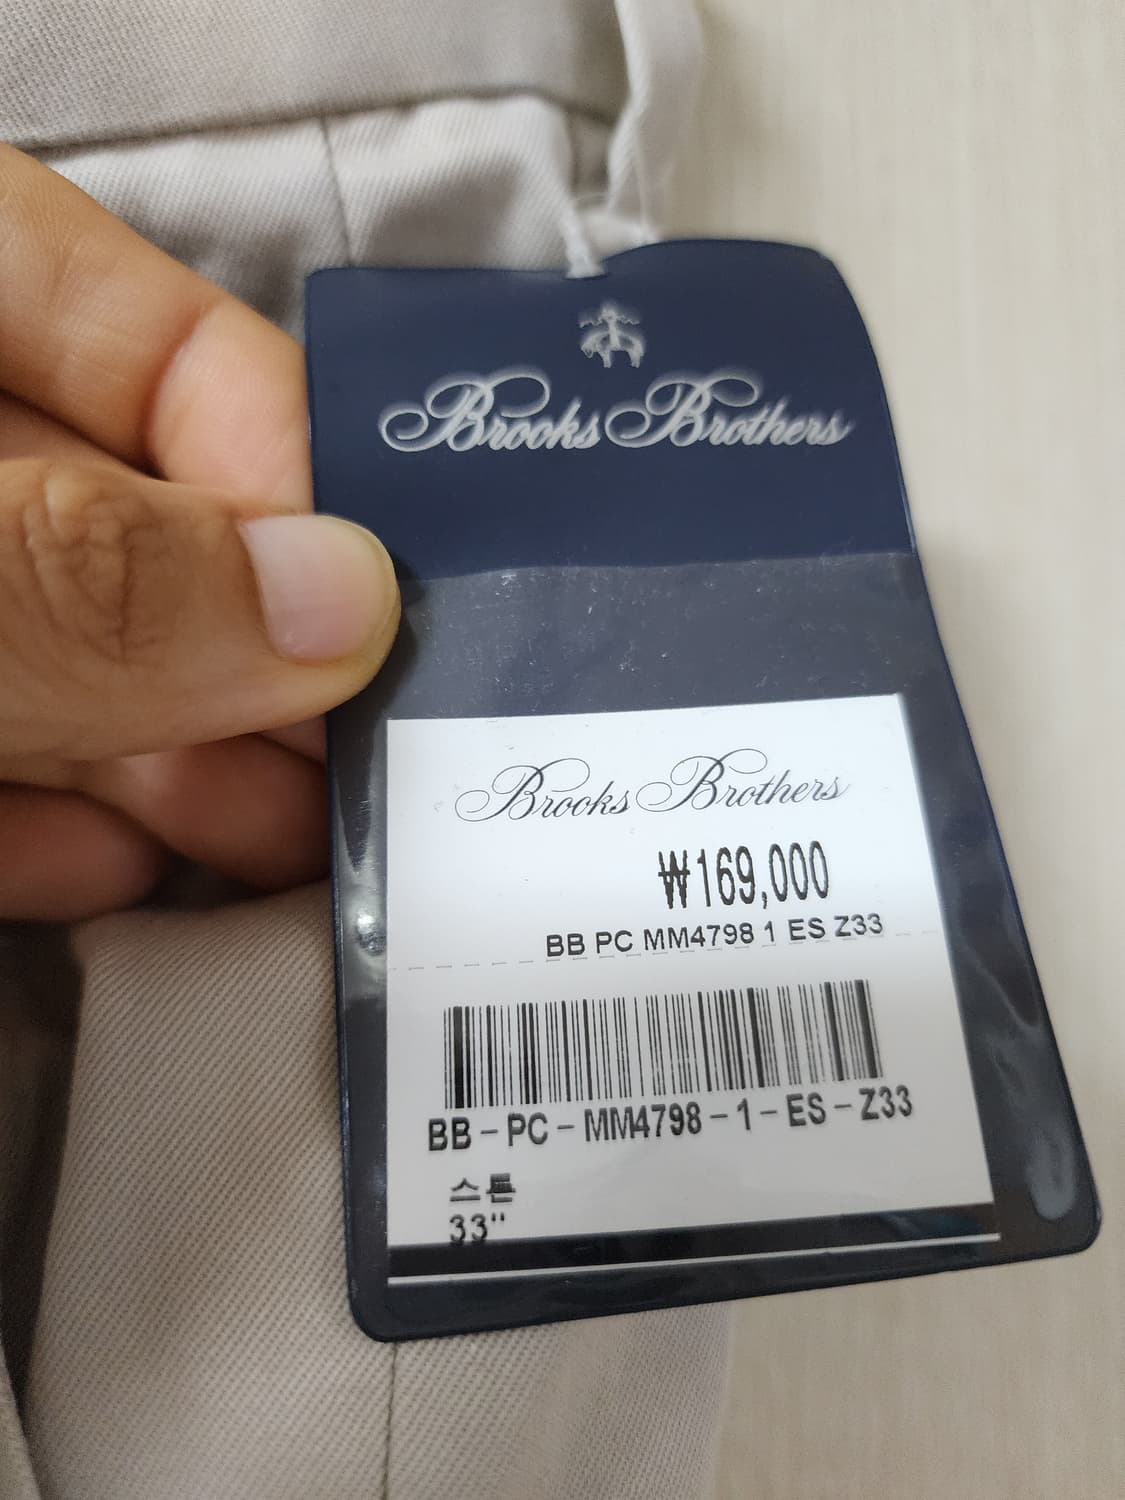 Brooks Brothers
Brooks Brothers
₩169,000
BB PC MM4798 1 ES Z33
BB-PC-MM4798-1-ES-Z33
스톤
33"